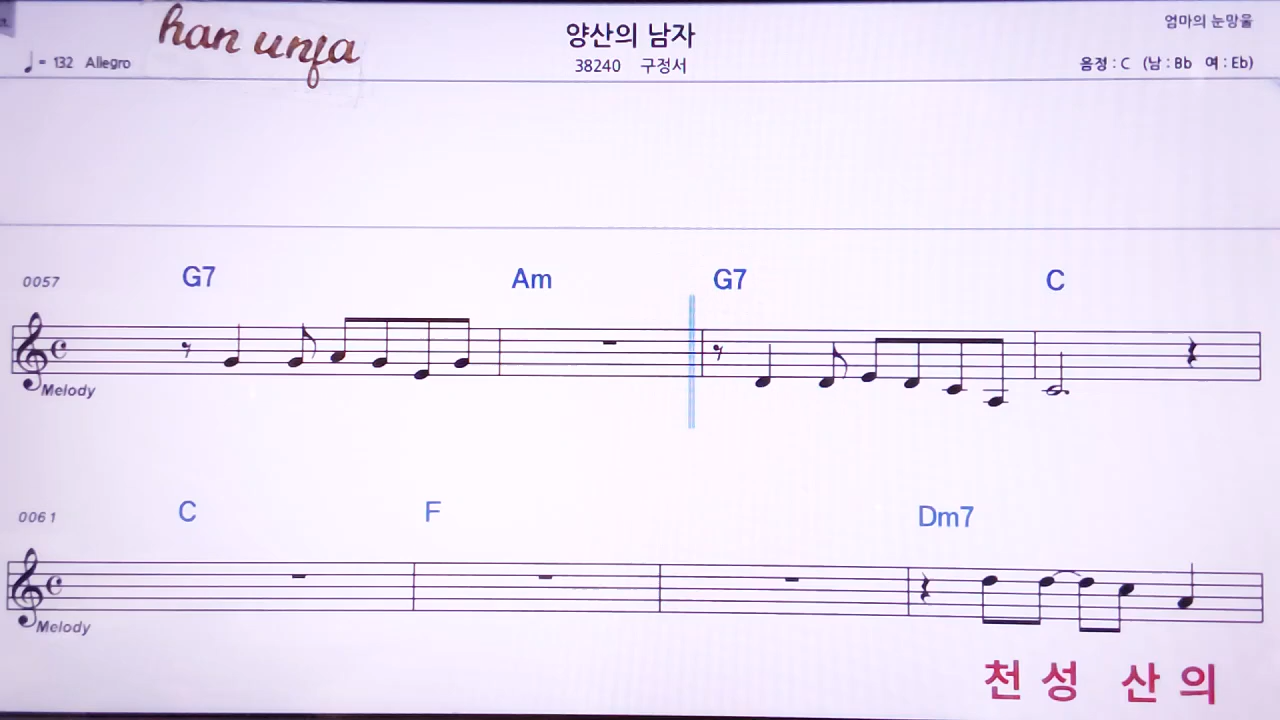 han unfa
양산의 남자
엄마의 눈망울
♩= 132 Allegro
38240 구정서
음정 : C (남 : Bb 여 : Eb)
0057
G7 Am G7 C
Melody
0061
C F Dm7
Melody
천 성 산 의